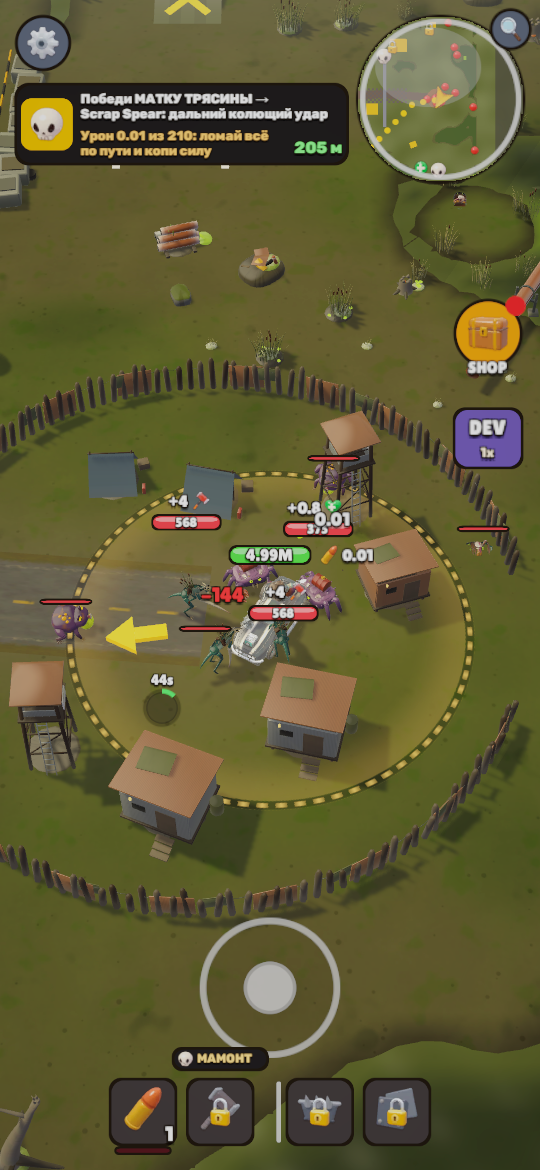 Победи МАТКУ ТРЯСИНЫ →
Scrap Spear: дальний колющий удар
Урон 0.01 из 210: ломай всё
по пути и копи силу
205 м
SHOP
DEV
1x
+4
568
+0.8
0.01
4.99M
0.01
-144
+4
568
44s
МАМОНТ
1